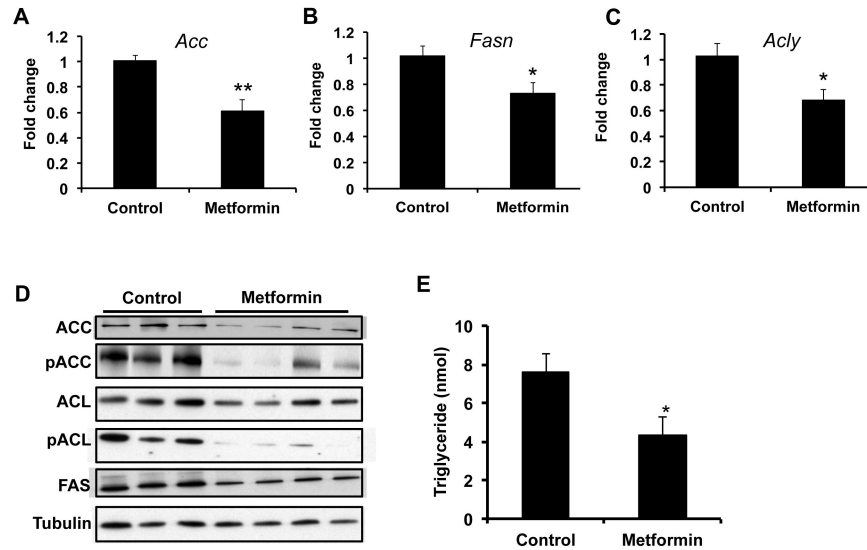 A
Acc
Fold change
1.2
1
0.8
0.6
0.4
0.2
0
**
Control Metformin
B
Fasn
Fold change
1.2
1
0.8
0.6
0.4
0.2
0
*
Control Metformin
C
Acly
Fold change
1.2
1
0.8
0.6
0.4
0.2
0
*
Control Metformin
D
Control Metformin
ACC
pACC
ACL
pACL
FAS
Tubulin
E
Triglyceride (nmol)
10
8
6
4
2
0
*
Control Metformin